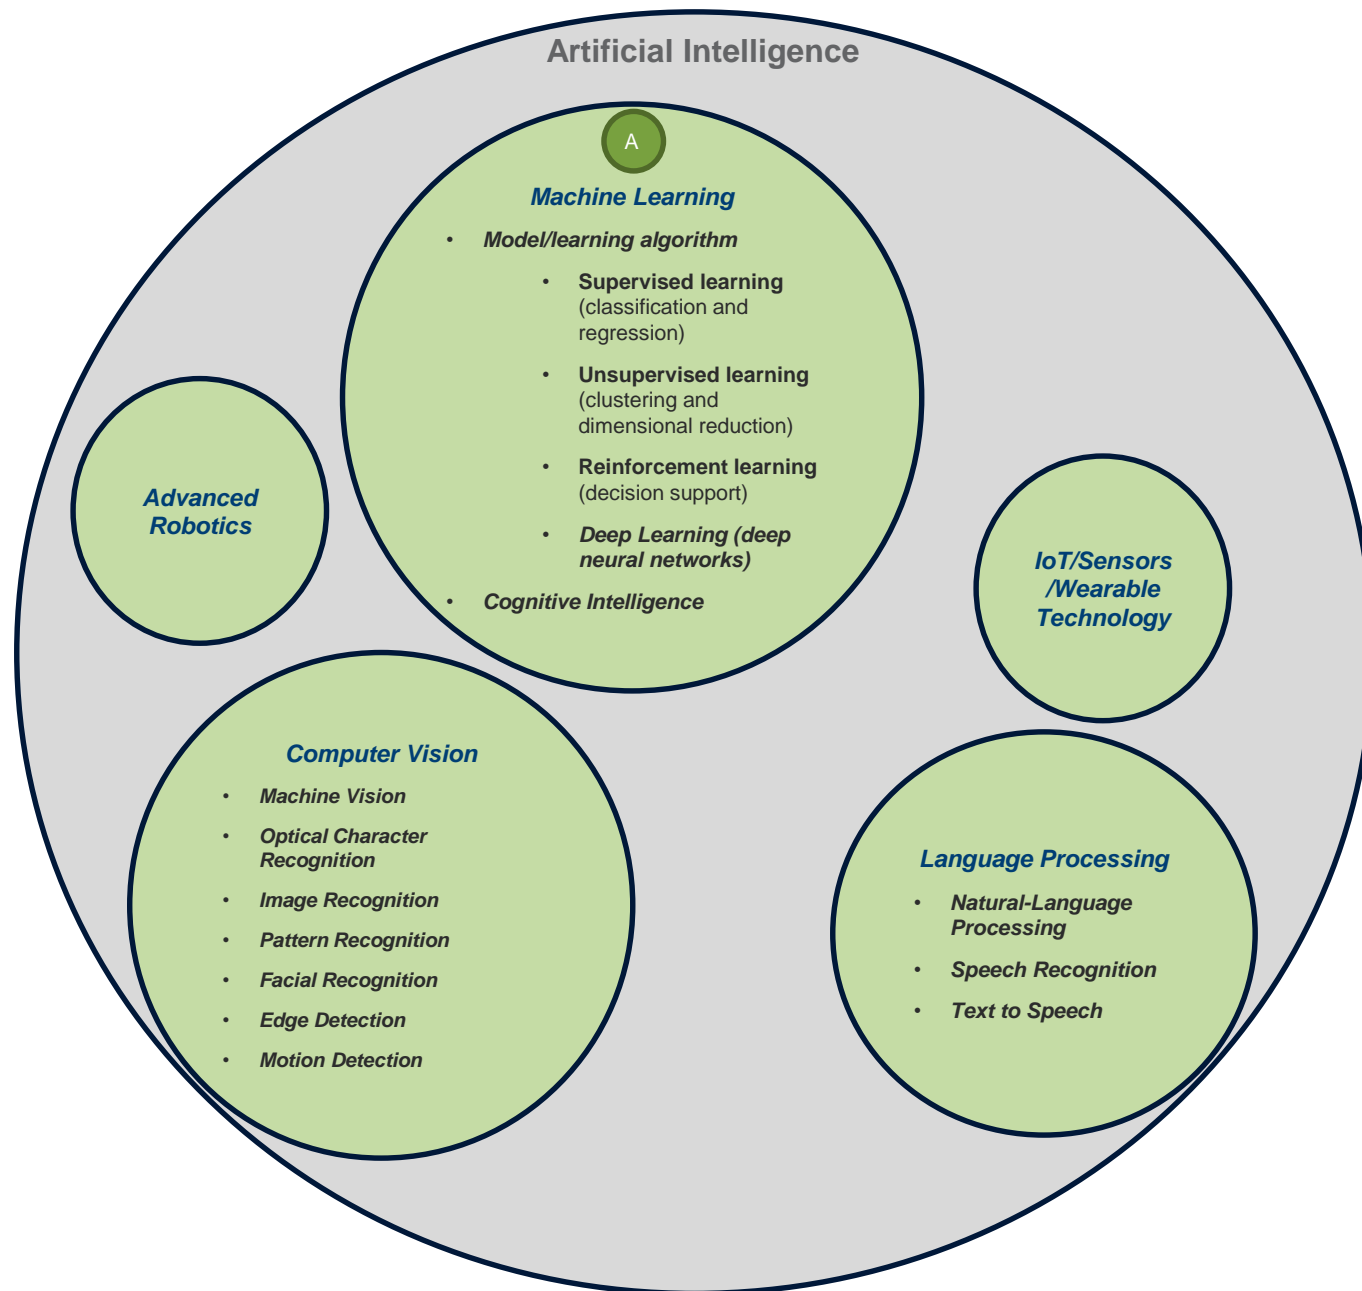 Artificial Intelligence
A
Machine Learning
• Model/learning algorithm
• Supervised learning
(classification and
regression)
• Unsupervised learning
(clustering and
dimensional reduction)
• Reinforcement learning
(decision support)
• Deep Learning (deep
neural networks)
• Cognitive Intelligence
Advanced
Robotics
IoT/Sensors
/Wearable
Technology
Computer Vision
• Machine Vision
• Optical Character
Recognition
• Image Recognition
• Pattern Recognition
• Facial Recognition
• Edge Detection
• Motion Detection
Language Processing
• Natural-Language
Processing
• Speech Recognition
• Text to Speech